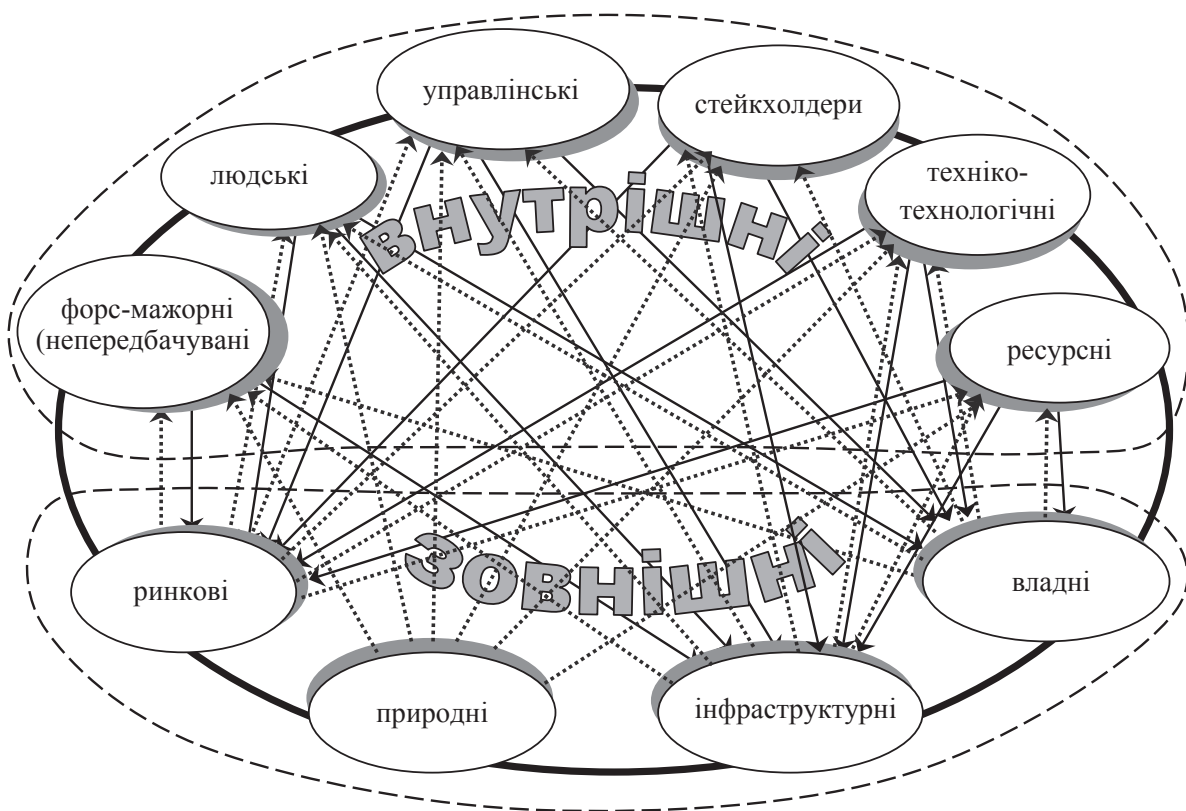 управлінські
стейкхолдери
людські
техніко-
технологічні
внутрішні
форс-мажорні
(непередбачувані
ресурсні
зовнішні
ринкові
владні
природні
інфраструктурні